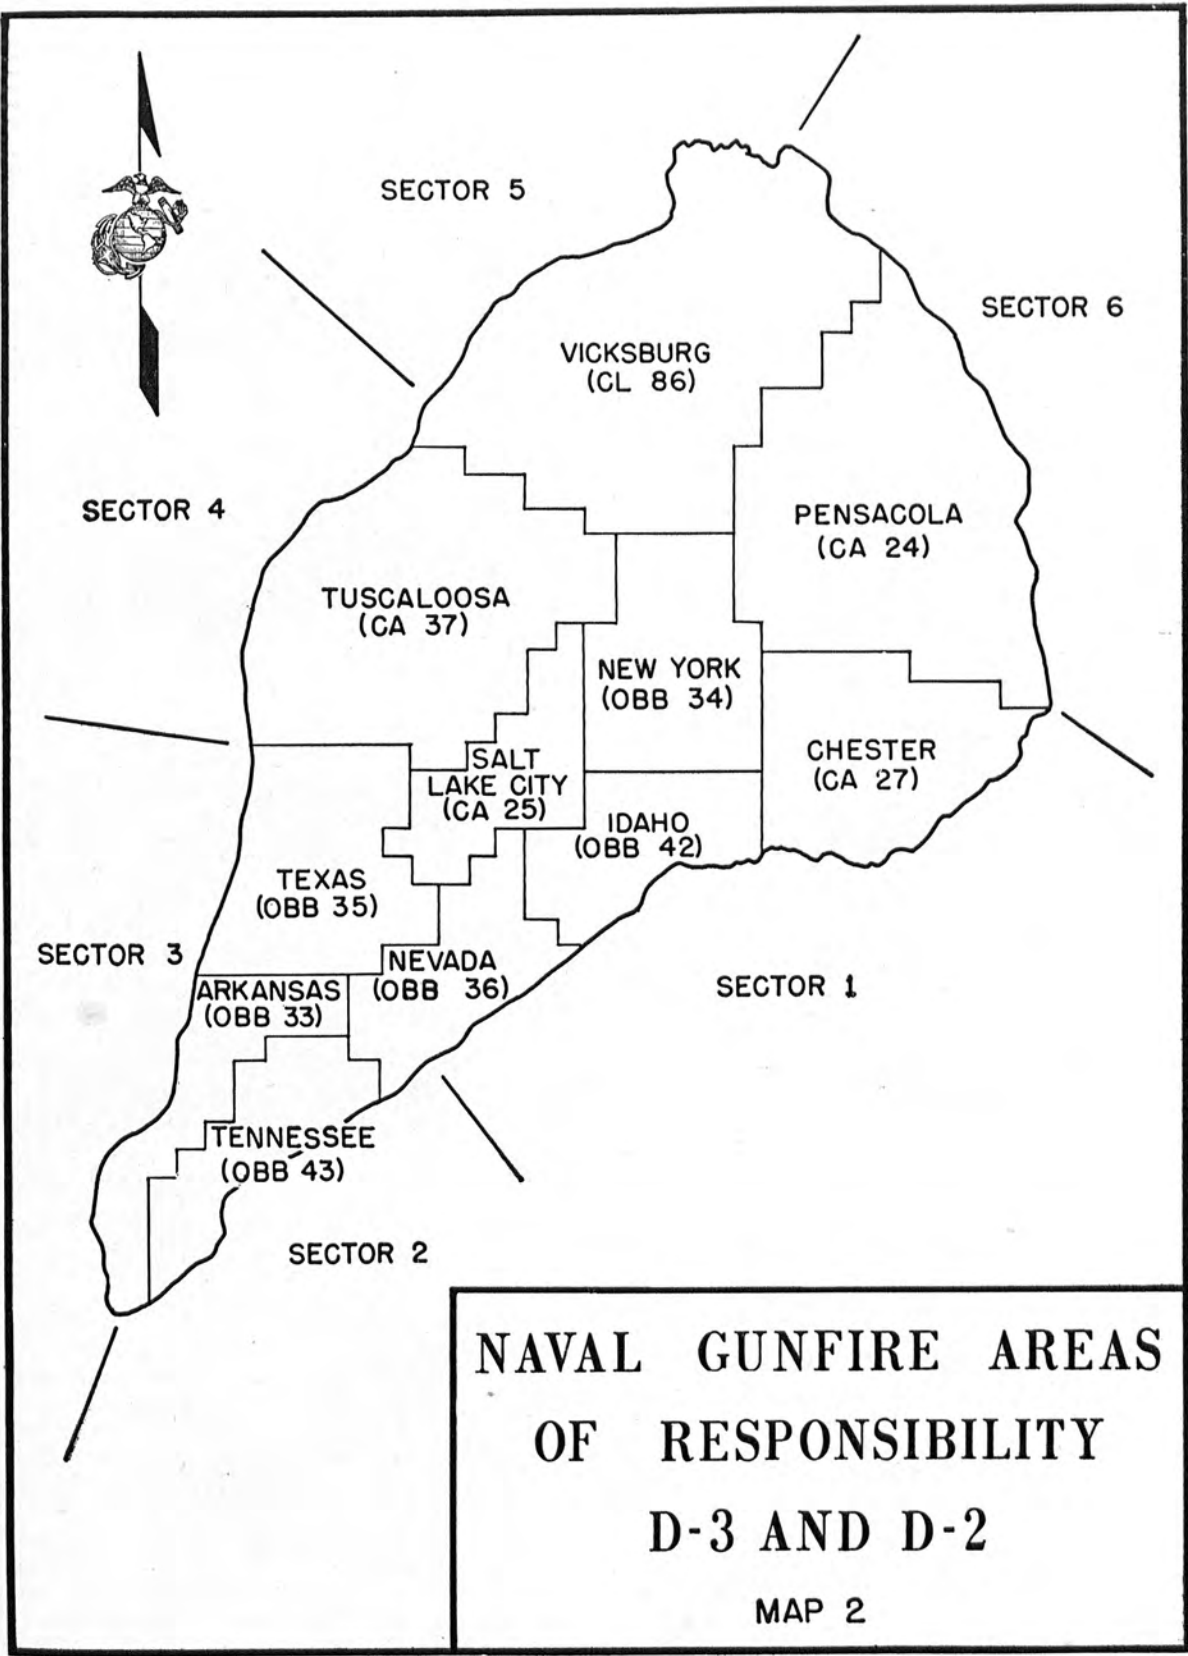 SECTOR 5
SECTOR 6
VICKSBURG
(CL 86)
SECTOR 4
PENSACOLA
(CA 24)
TUSCALOOSA
(CA 37)
NEW YORK
(OBB 34)
SALT
LAKE CITY
(CA 25)
CHESTER
(CA 27)
IDAHO
(OBB 42)
TEXAS
(OBB 35)
SECTOR 3
NEVADA
(OBB 36)
ARKANSAS
(OBB 33)
SECTOR 1
TENNESSEE
(OBB 43)
SECTOR 2
NAVAL GUNFIRE AREAS
OF RESPONSIBILITY
D-3 AND D-2
MAP 2